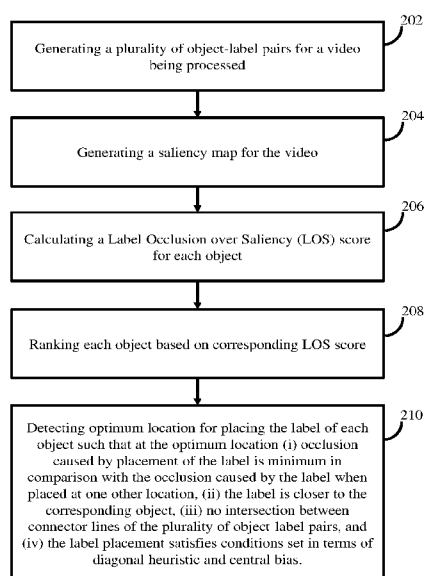 202
Generating a plurality of object-label pairs for a video
being processed
204
Generating a saliency map for the video
206
Calculating a Label Occlusion over Saliency (LOS) score
for each object
208
Ranking each object based on corresponding LOS score
210
Detecting optimum location for placing the label of each
object such that at the optimum location (i) occlusion
caused by placement of the label is minimum in
comparison with the occlusion caused by the label when
placed at one other location, (ii) the label is closer to the
corresponding object, (iii) no intersection between
connector lines of the plurality of object label pairs, and
(iv) the label placement satisfies conditions set in terms of
diagonal heuristic and central bias.